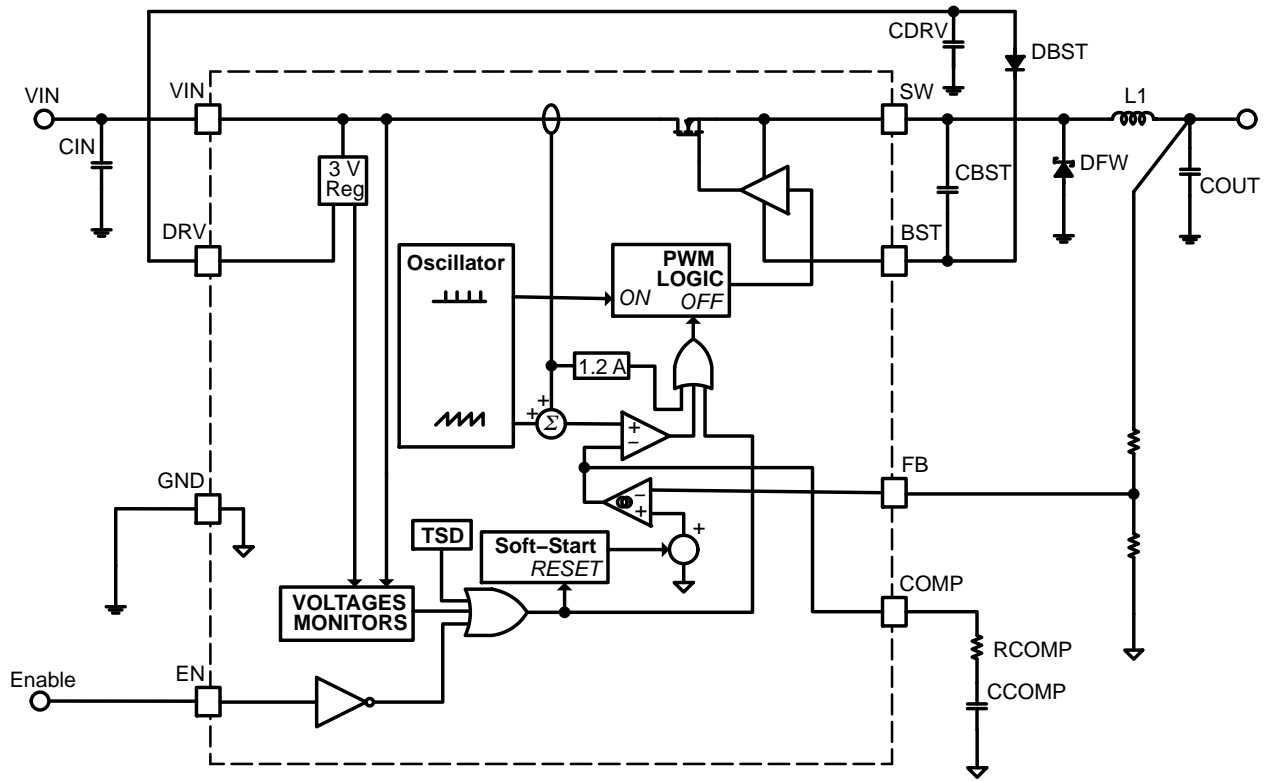 CDRV
DBST
VIN
VIN
SW
L1
CIN
3 V
Reg
CBST
DFW
COUT
DRV
BST
Oscillator
PWM
LOGIC
ON
OFF
1.2 A
+
+
Σ
+
−
FB
GND
−
+
+
TSD
Soft−Start
RESET
COMP
VOLTAGES
MONITORS
RCOMP
Enable
EN
CCOMP